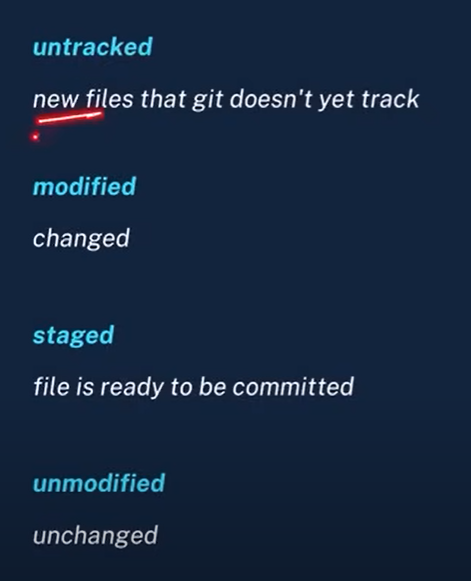 untracked
new files that git doesn't yet track
modified
changed
staged
file is ready to be committed
unmodified
unchanged